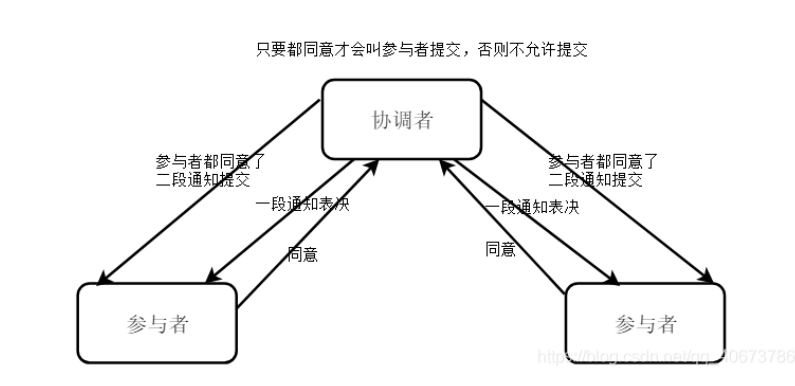 只要都同意才会叫参与者提交，否则不允许提交
协调者
参与者都同意了
二段通知提交
参与者都同意了
二段通知提交
一段通知表决
一段通知表决
同意
同意
参与者
参与者
https://blog.csdn.net/qq_40673786